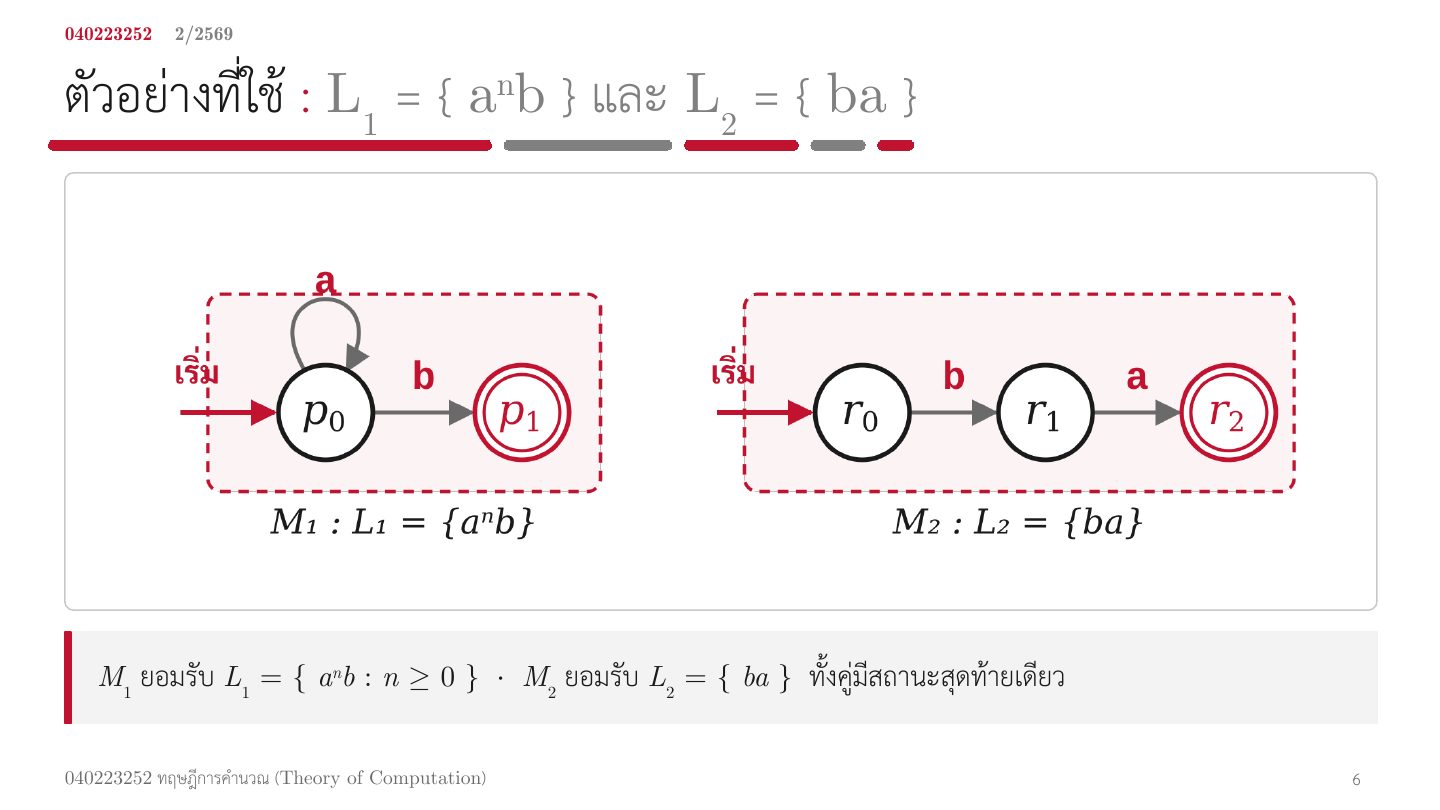 040223252 2/2569
ตัวอย่างที่ใช้ : L₁ = { aⁿb } และ L₂ = { ba }
a
เริ่ม
b
p₀
p₁
M₁ : L₁ = {aⁿb}
เริ่ม
b
a
r₀
r₁
r₂
M₂ : L₂ = {ba}
M₁ ยอมรับ L₁ = { aⁿb : n ≥ 0 } · M₂ ยอมรับ L₂ = { ba } ทั้งคู่มีสถานะสุดท้ายเดียว
040223252 ทฤษฎีการคำนวณ (Theory of Computation)
6